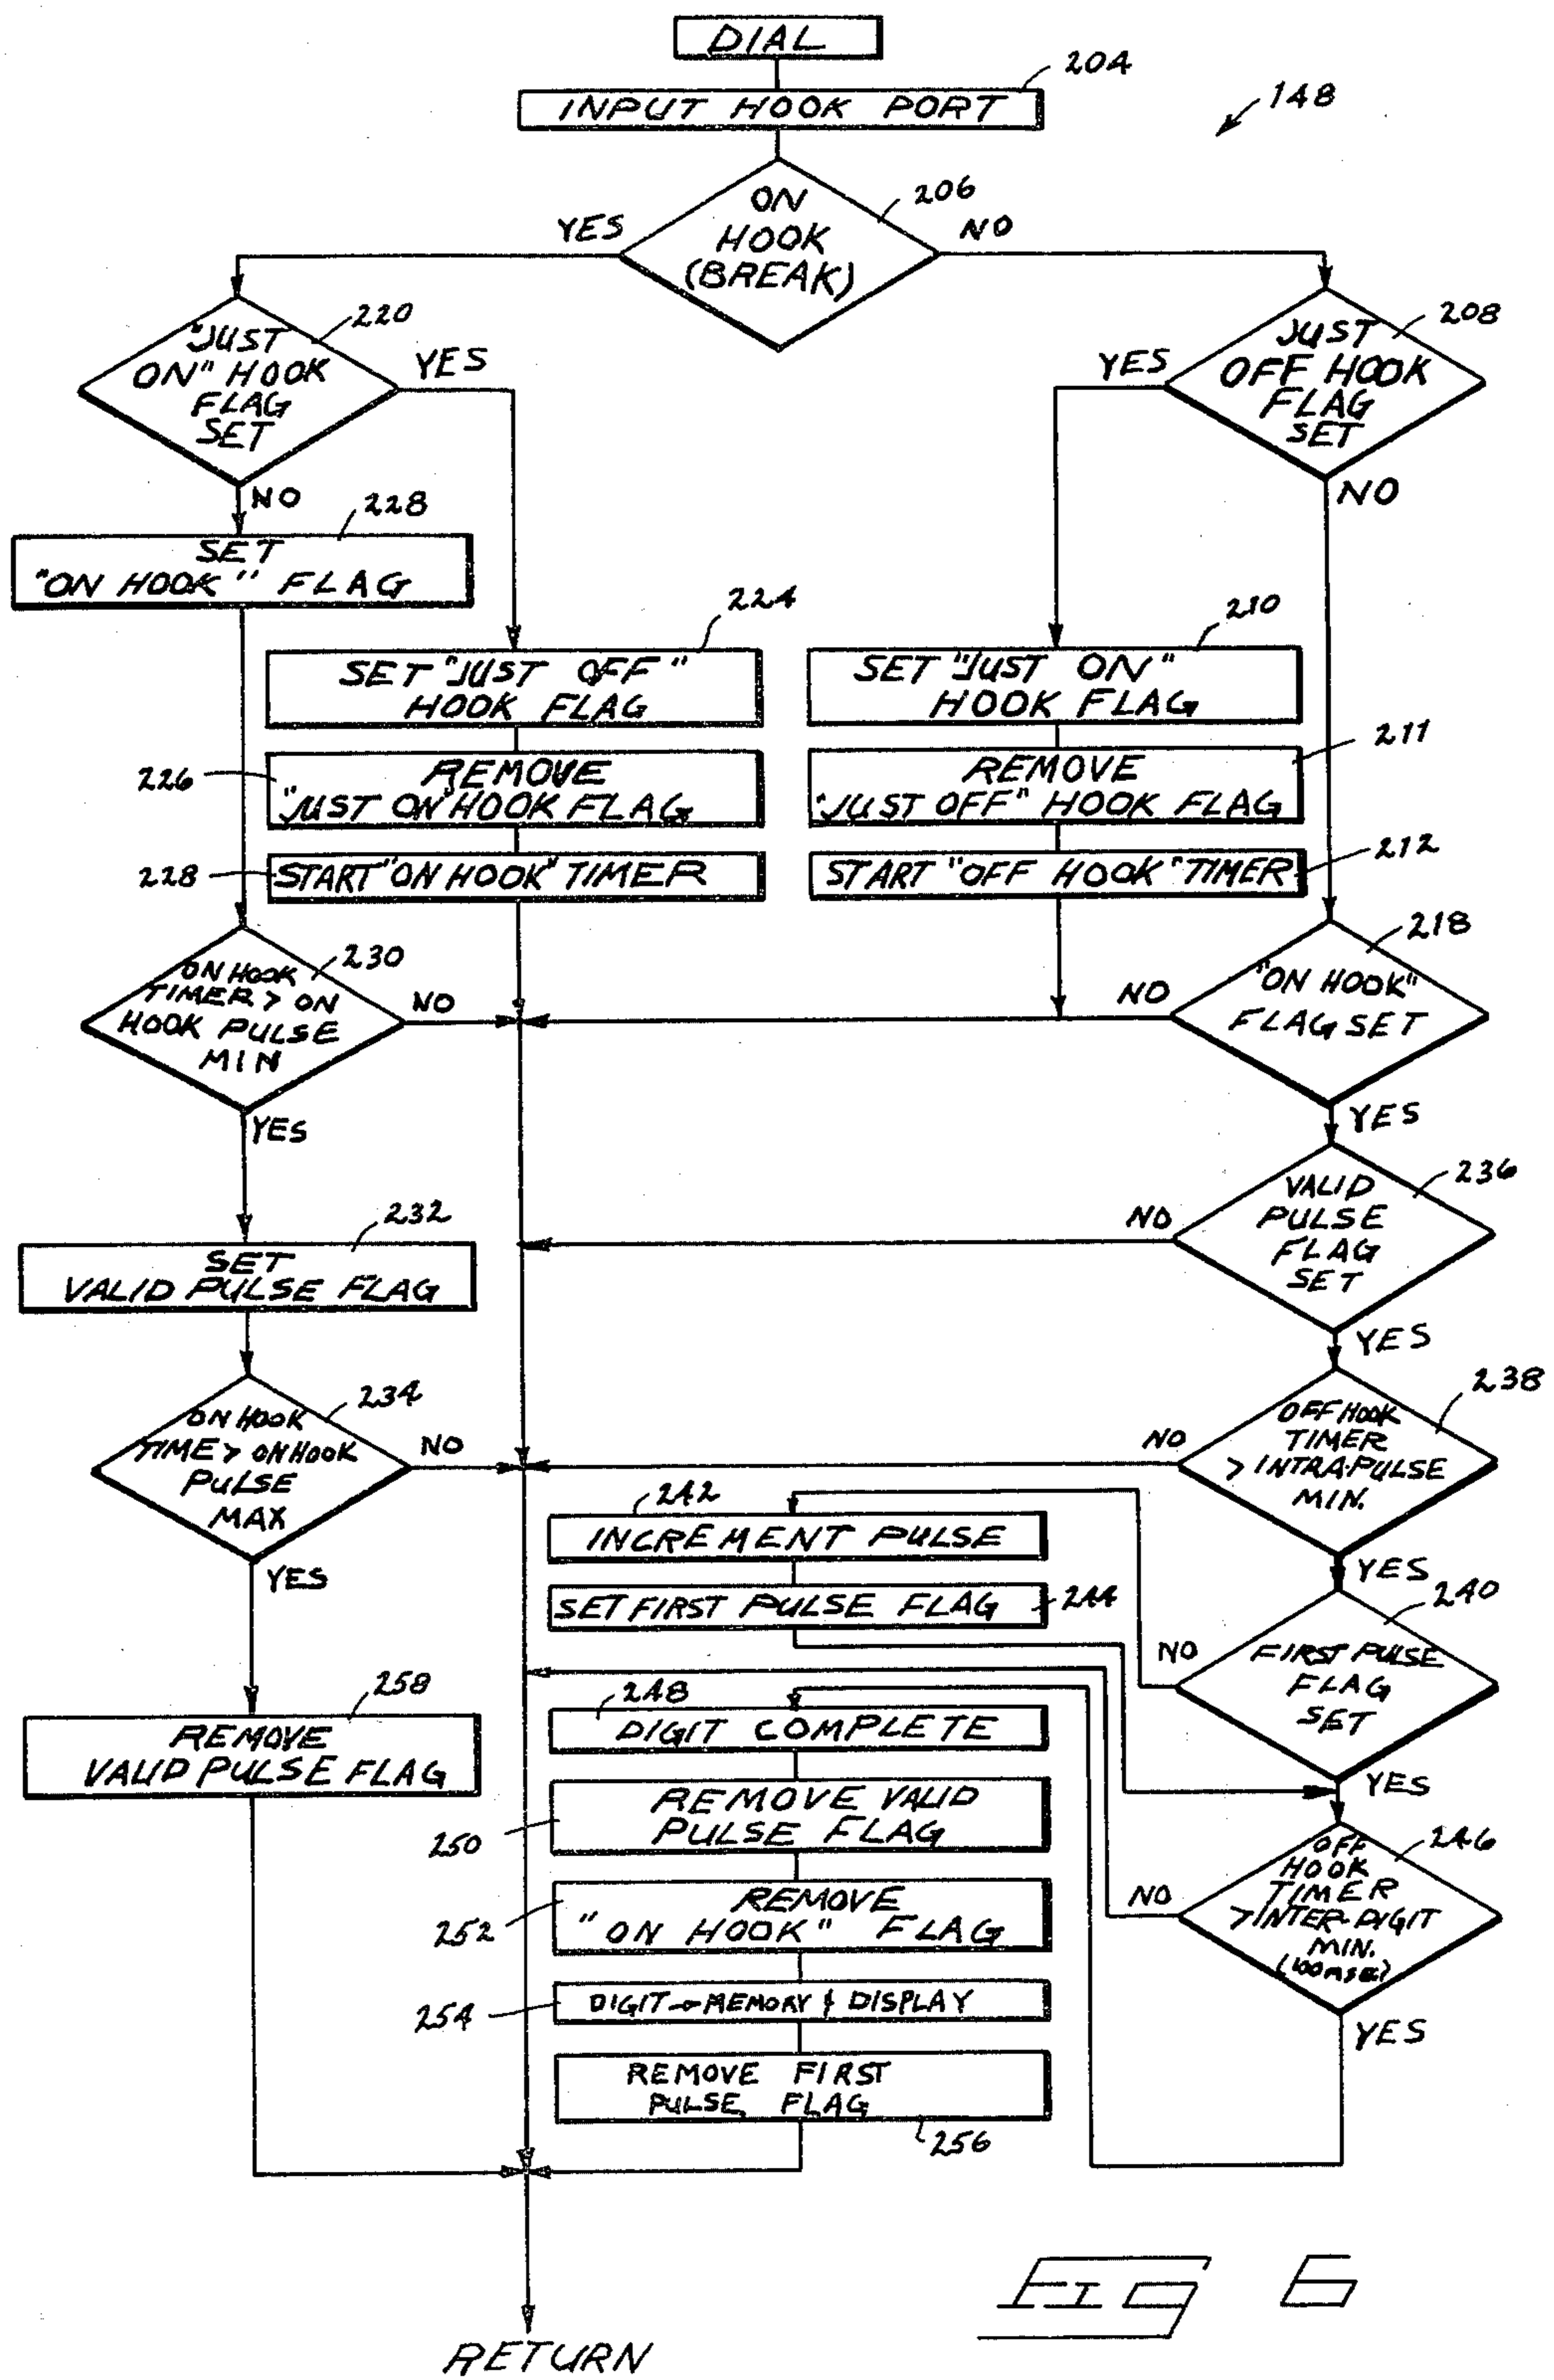 DIAL
204
INPUT HOOK PORT
148
206
ON
HOOK
(BREAK)
YES
NO
220
"JUST
ON" HOOK
FLAG
SET
YES
NO
208
JUST
OFF HOOK
FLAG
SET
YES
NO
228
SET
"ON HOOK" FLAG
224
SET "JUST OFF"
HOOK FLAG
210
SET "JUST ON"
HOOK FLAG
226
REMOVE
"JUST ON" HOOK FLAG
211
REMOVE
"JUST OFF" HOOK FLAG
228
START "ON HOOK" TIMER
212
START "OFF HOOK" TIMER
230
ON HOOK
TIMER > ON
HOOK PULSE
MIN
NO
YES
218
"ON HOOK"
FLAG SET
NO
YES
232
SET
VALID PULSE FLAG
236
VALID
PULSE
FLAG
SET
NO
YES
234
ON HOOK
TIME > ON HOOK
PULSE
MAX
NO
YES
238
OFF HOOK
TIMER
> INTRA-PULSE
MIN.
NO
YES
242
INCREMENT PULSE
SET FIRST PULSE FLAG
244
240
FIRST PULSE
FLAG
SET
NO
YES
258
REMOVE
VALID PULSE FLAG
248
DIGIT COMPLETE
250
REMOVE VALID
PULSE FLAG
246
OFF
HOOK
TIMER
> INTER-DIGIT
MIN.
(100 msec)
NO
YES
252
REMOVE
"ON HOOK" FLAG
254
DIGIT → MEMORY & DISPLAY
REMOVE FIRST
PULSE FLAG
256
RETURN
FIG 6